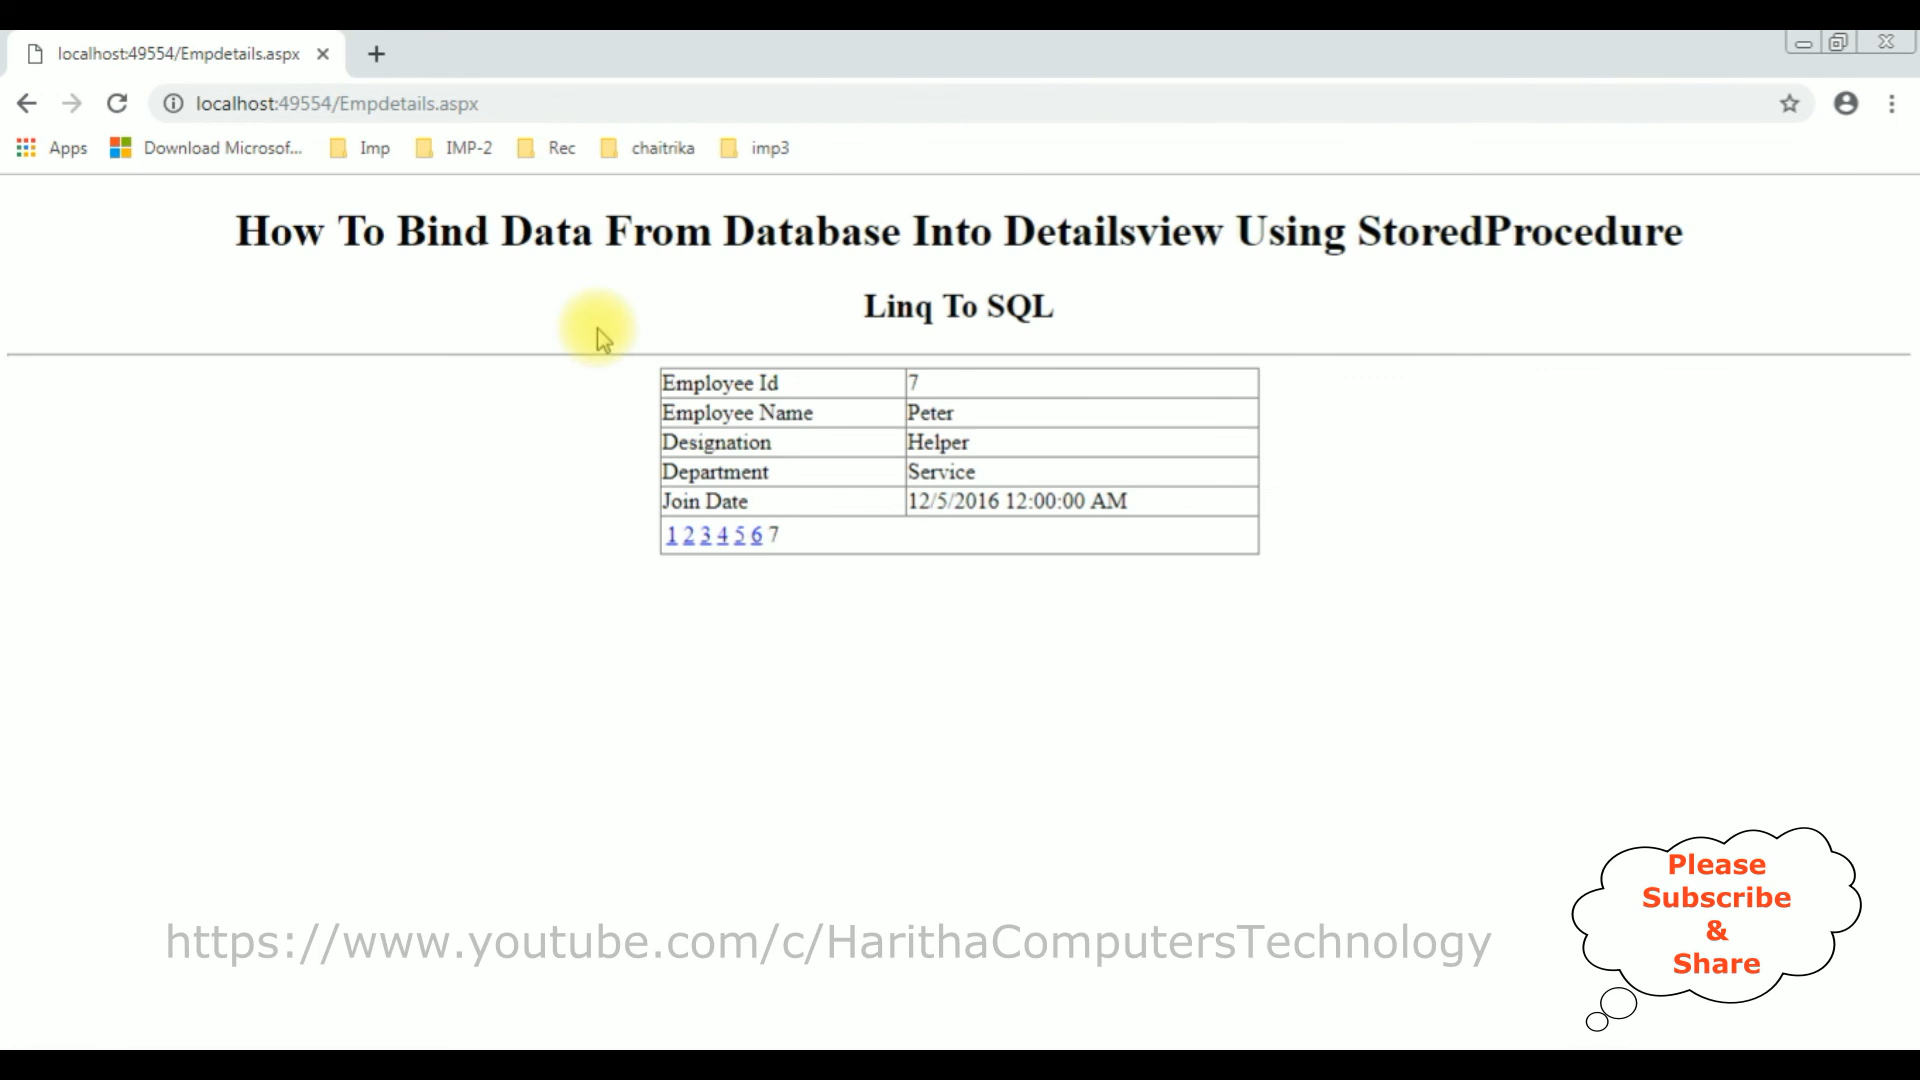 localhost:49554/Empdetails.aspx
localhost:49554/Empdetails.aspx
Apps Download Microsof... Imp IMP-2 Rec chaitrika imp3
How To Bind Data From Database Into Detailsview Using StoredProcedure
Linq To SQL
Employee Id 7
Employee Name Peter
Designation Helper
Department Service
Join Date 12/5/2016 12:00:00 AM
1 2 3 4 5 6 7
Please
Subscribe
&
Share
https://www.youtube.com/c/HarithaComputersTechnology